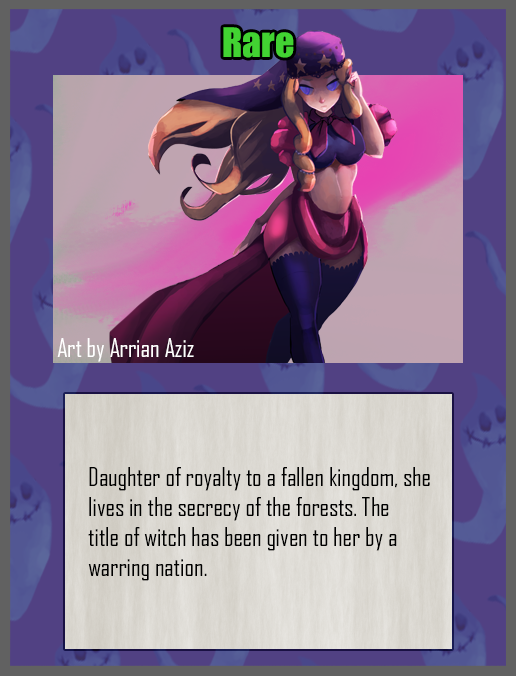 Rare
Art by Arrian Aziz
Daughter of royalty to a fallen kingdom, she
lives in the secrecy of the forests. The
title of witch has been given to her by a
warring nation.